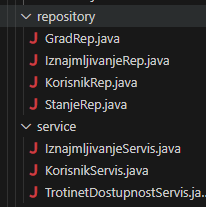 repository
GradRep.java
IznajmljivanjeRep.java
KorisnikRep.java
StanjeRep.java
service
IznajmljivanjeServis.java
KorisnikServis.java
TrotinetDostupnostServis.ja...